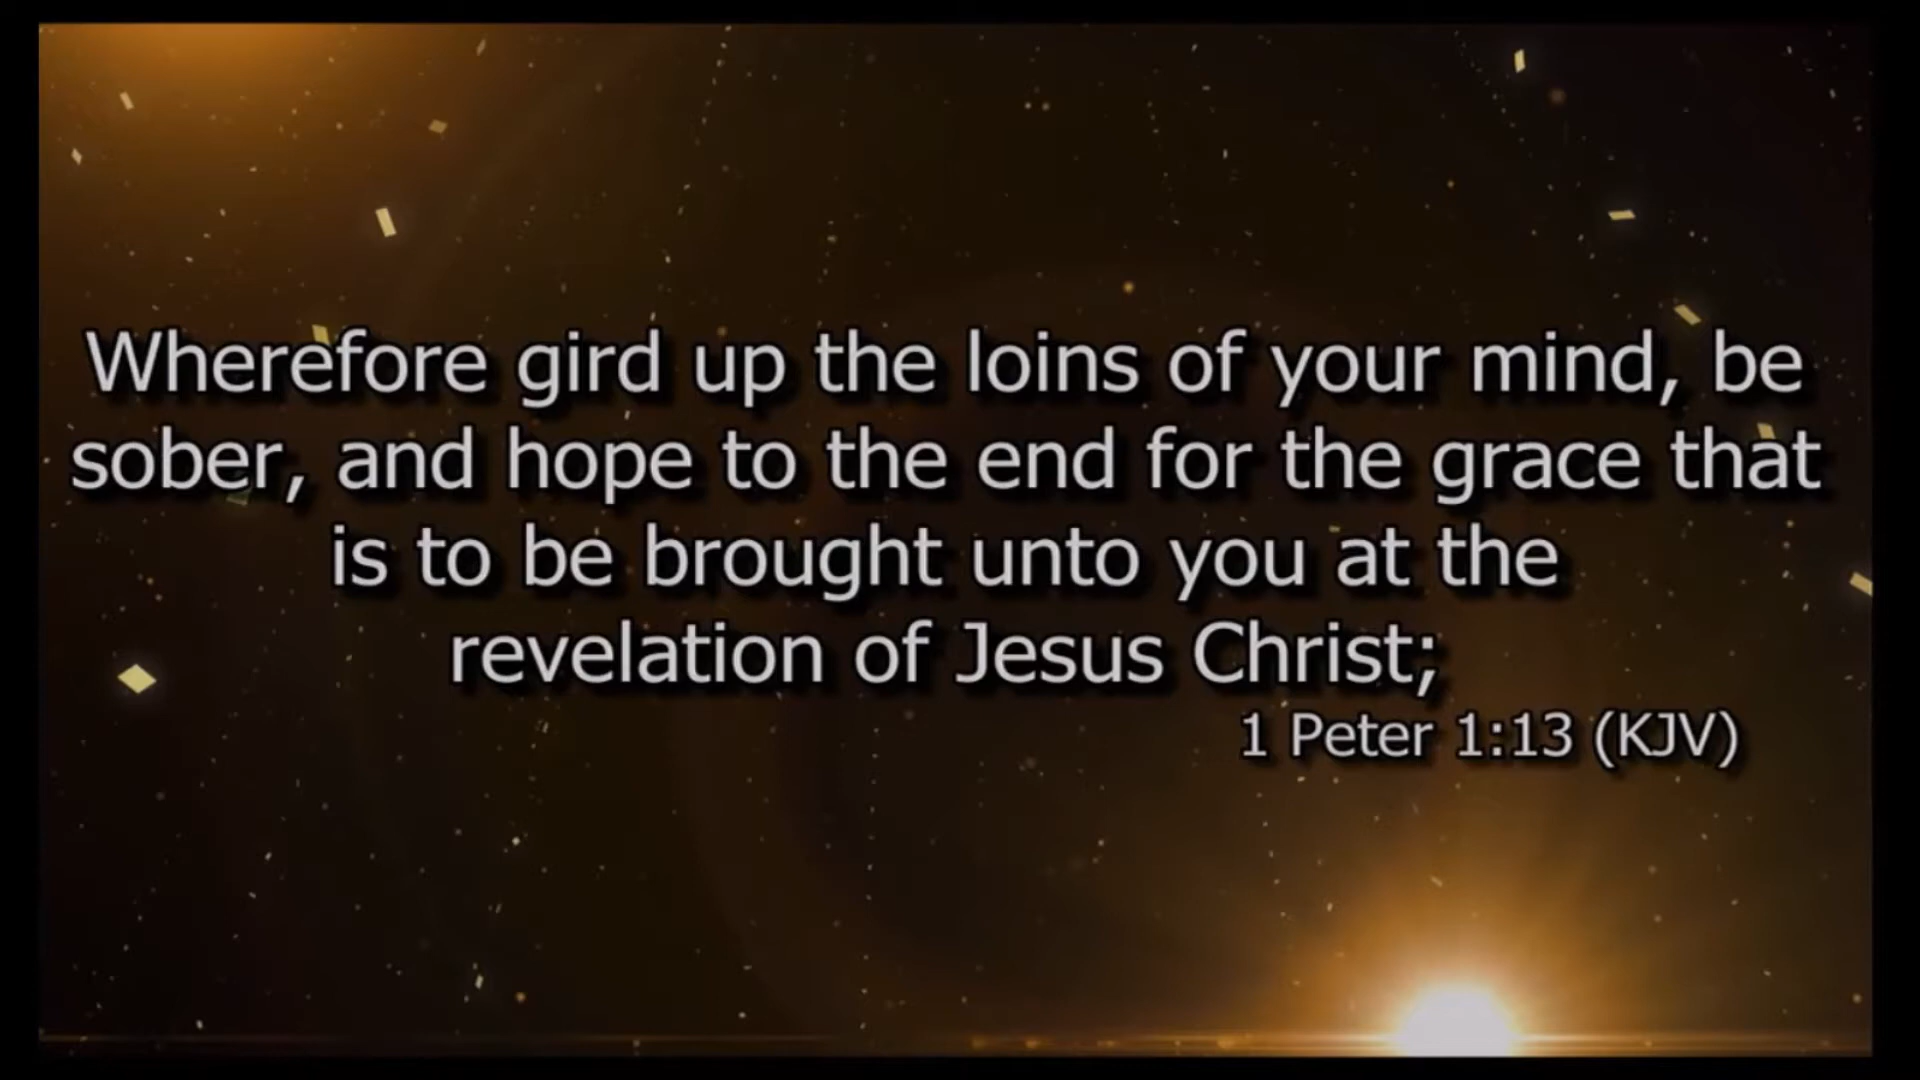 Wherefore gird up the loins of your mind, be
sober, and hope to the end for the grace that
is to be brought unto you at the
revelation of Jesus Christ;
1 Peter 1:13 (KJV)